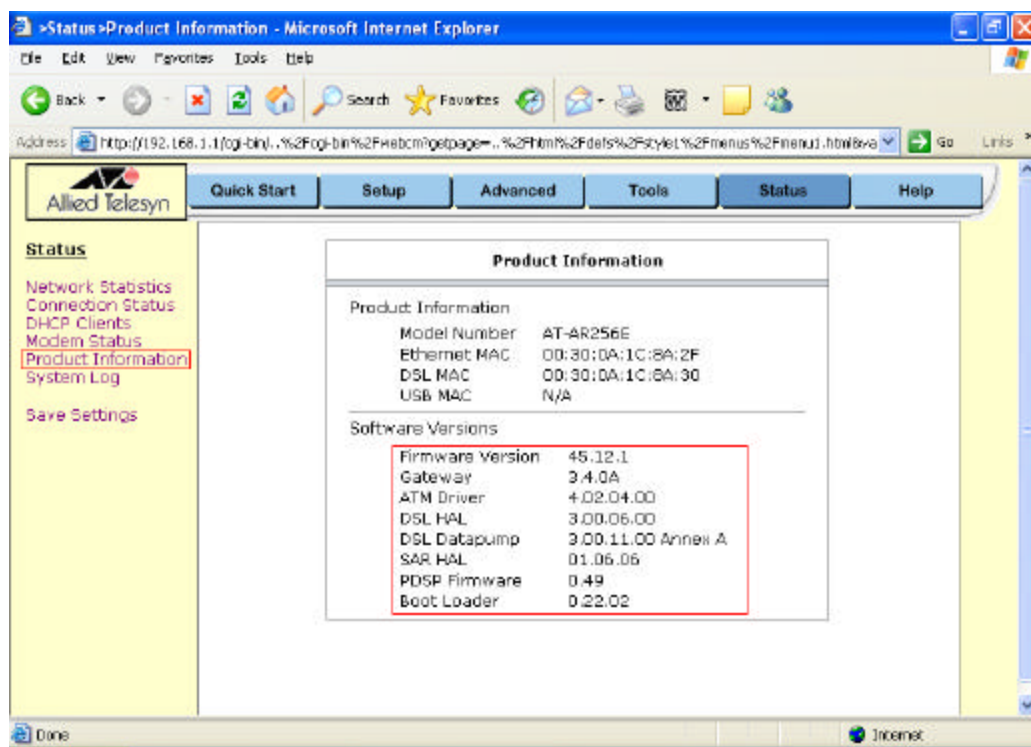 >Status>Product Information - Microsoft Internet Explorer
File Edit View Favorites Tools Help
Back Search Favorites
Address Go Links
Allied Telesyn
Quick Start Setup Advanced Tools Status Help
Status
Network Statistics
Connection Status
DHCP Clients
Modem Status
Product Information
System Log
Save Settings
Product Information
Product Information
Model Number AT-AR256E
Ethernet MAC 00:30:0A:1C:8A:2F
DSL MAC 00:30:0A:1C:8A:30
USB MAC N/A
Software Versions
Firmware Version 45.12.1
Gateway 3.4.0A
ATM Driver 4.02.04.00
DSL HAL 3.00.06.00
DSL Datapump 3.00.11.00 Annex A
SAR HAL 01.06.06
PDSP Firmware 0.49
Boot Loader 0.22.02
Done Internet